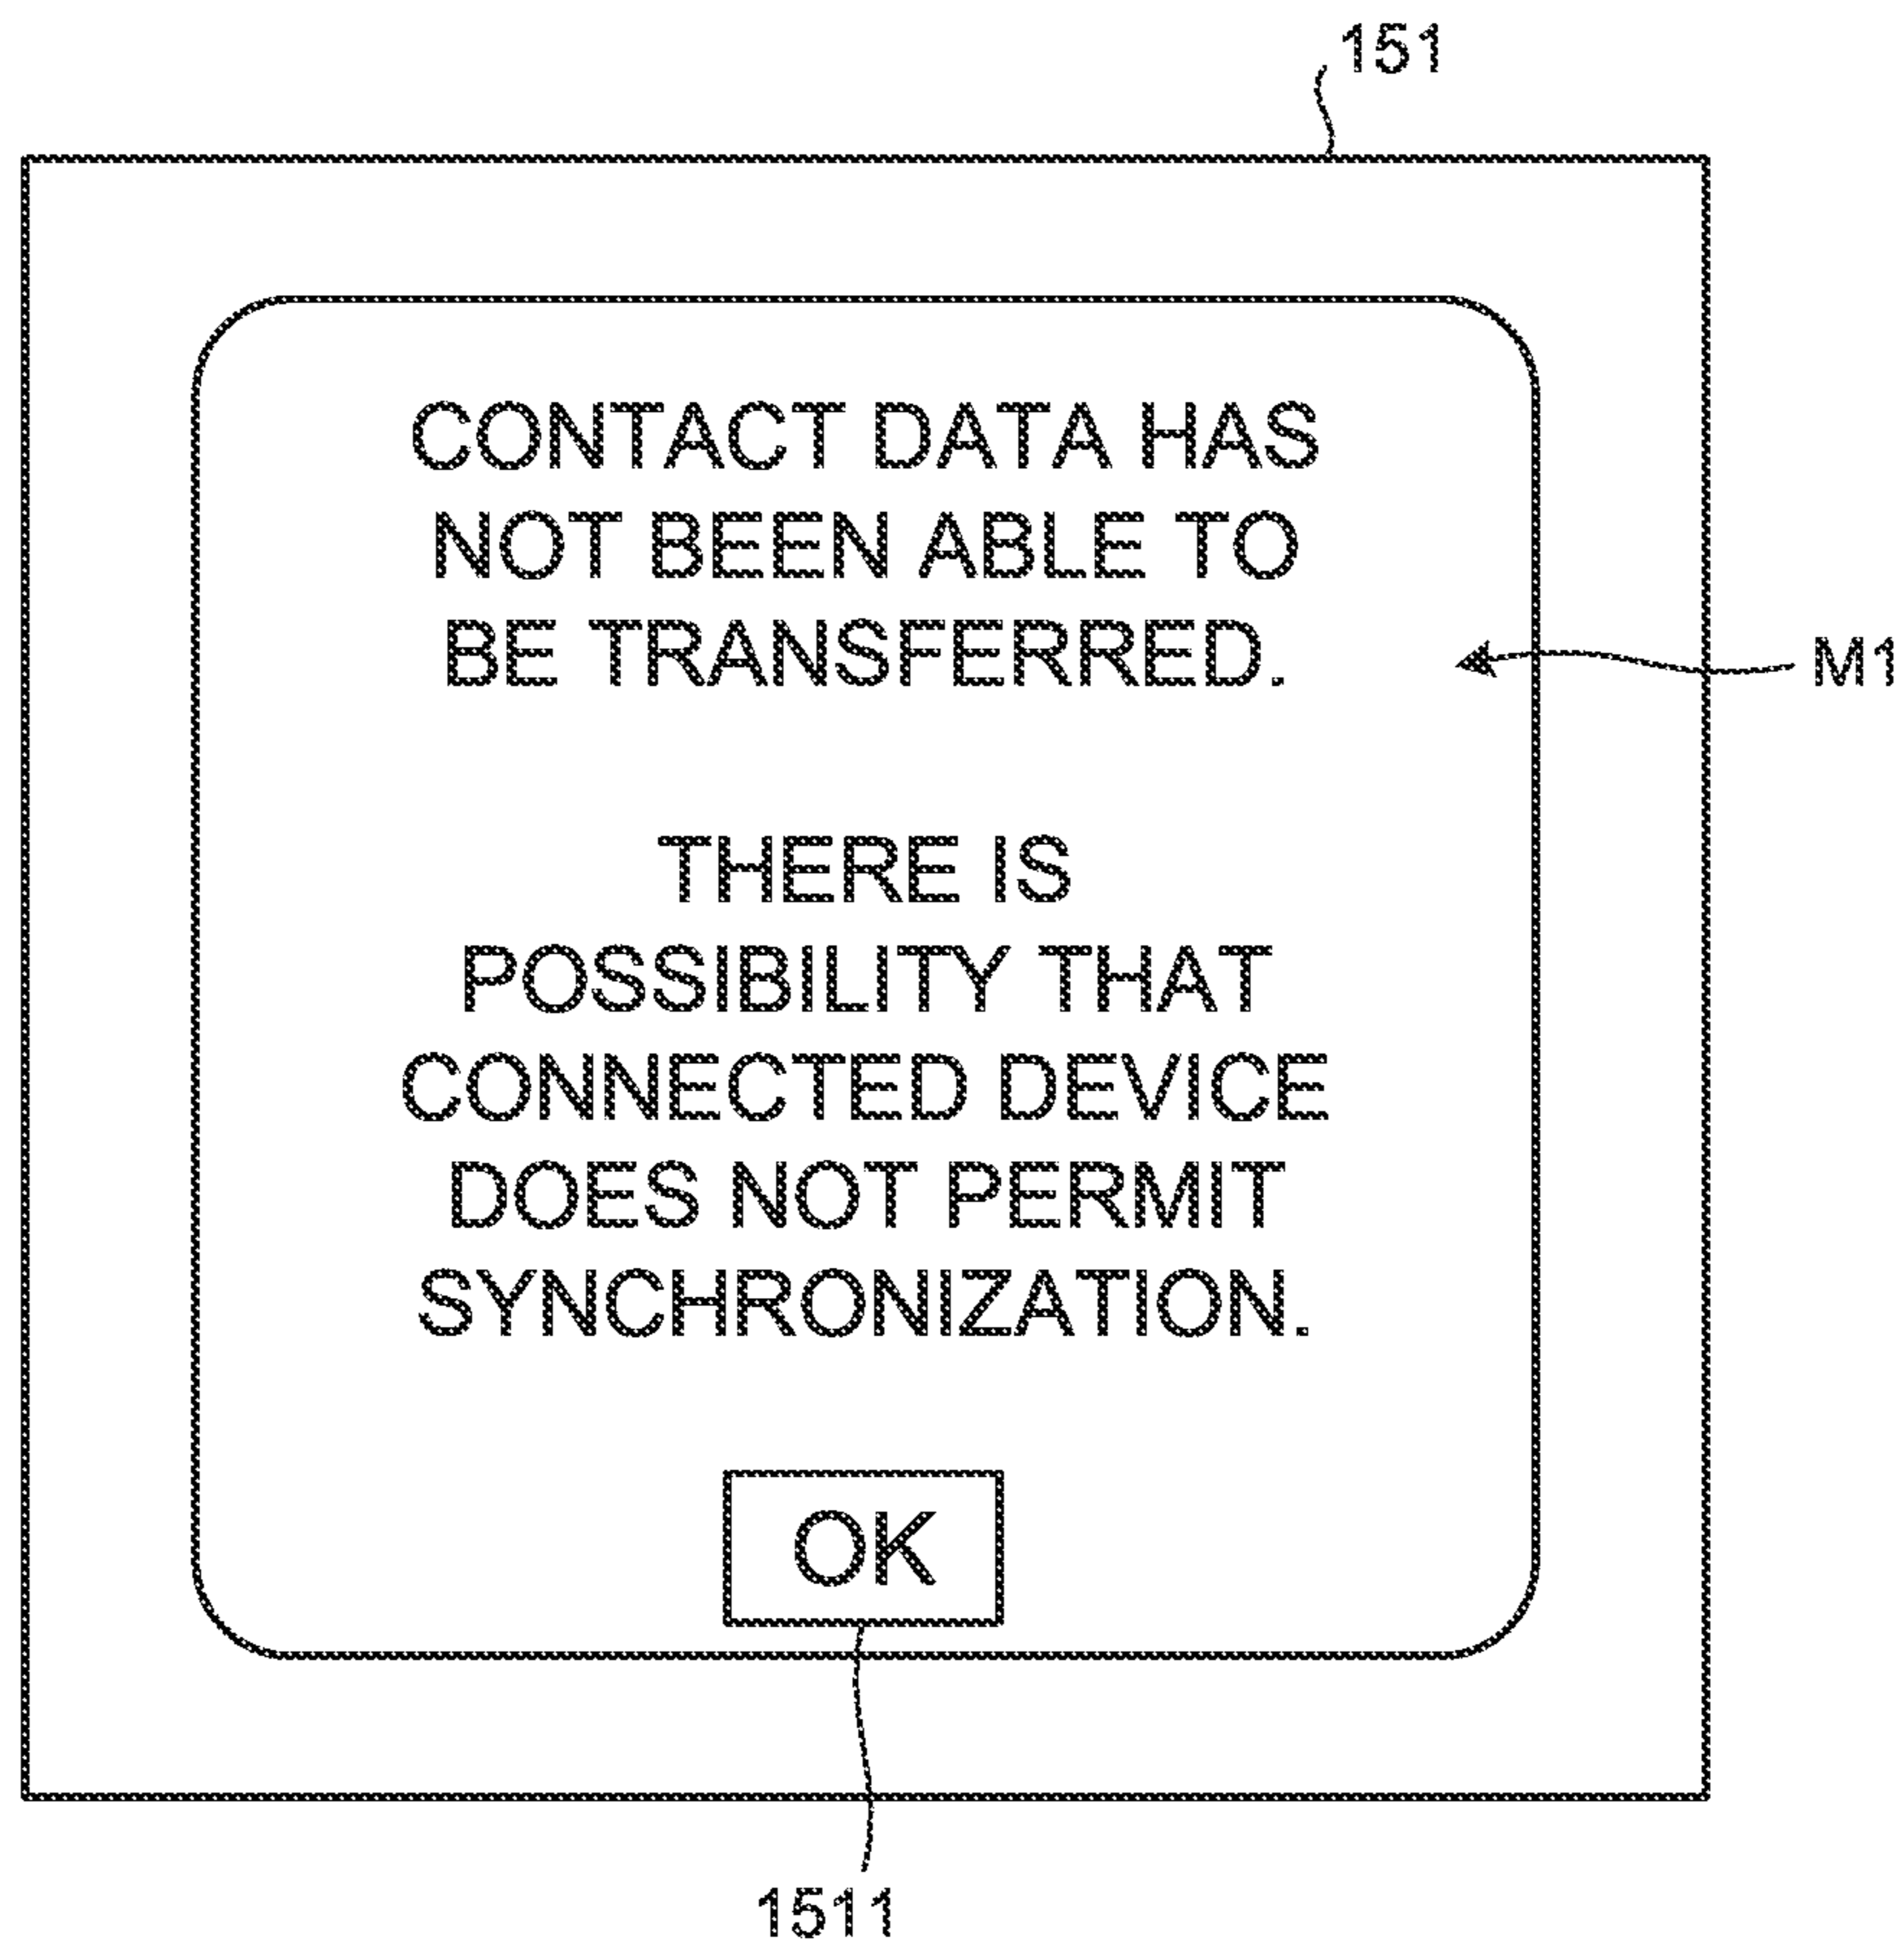 151
CONTACT DATA HAS
NOT BEEN ABLE TO
BE TRANSFERRED.
M1
THERE IS
POSSIBILITY THAT
CONNECTED DEVICE
DOES NOT PERMIT
SYNCHRONIZATION.
OK
1511